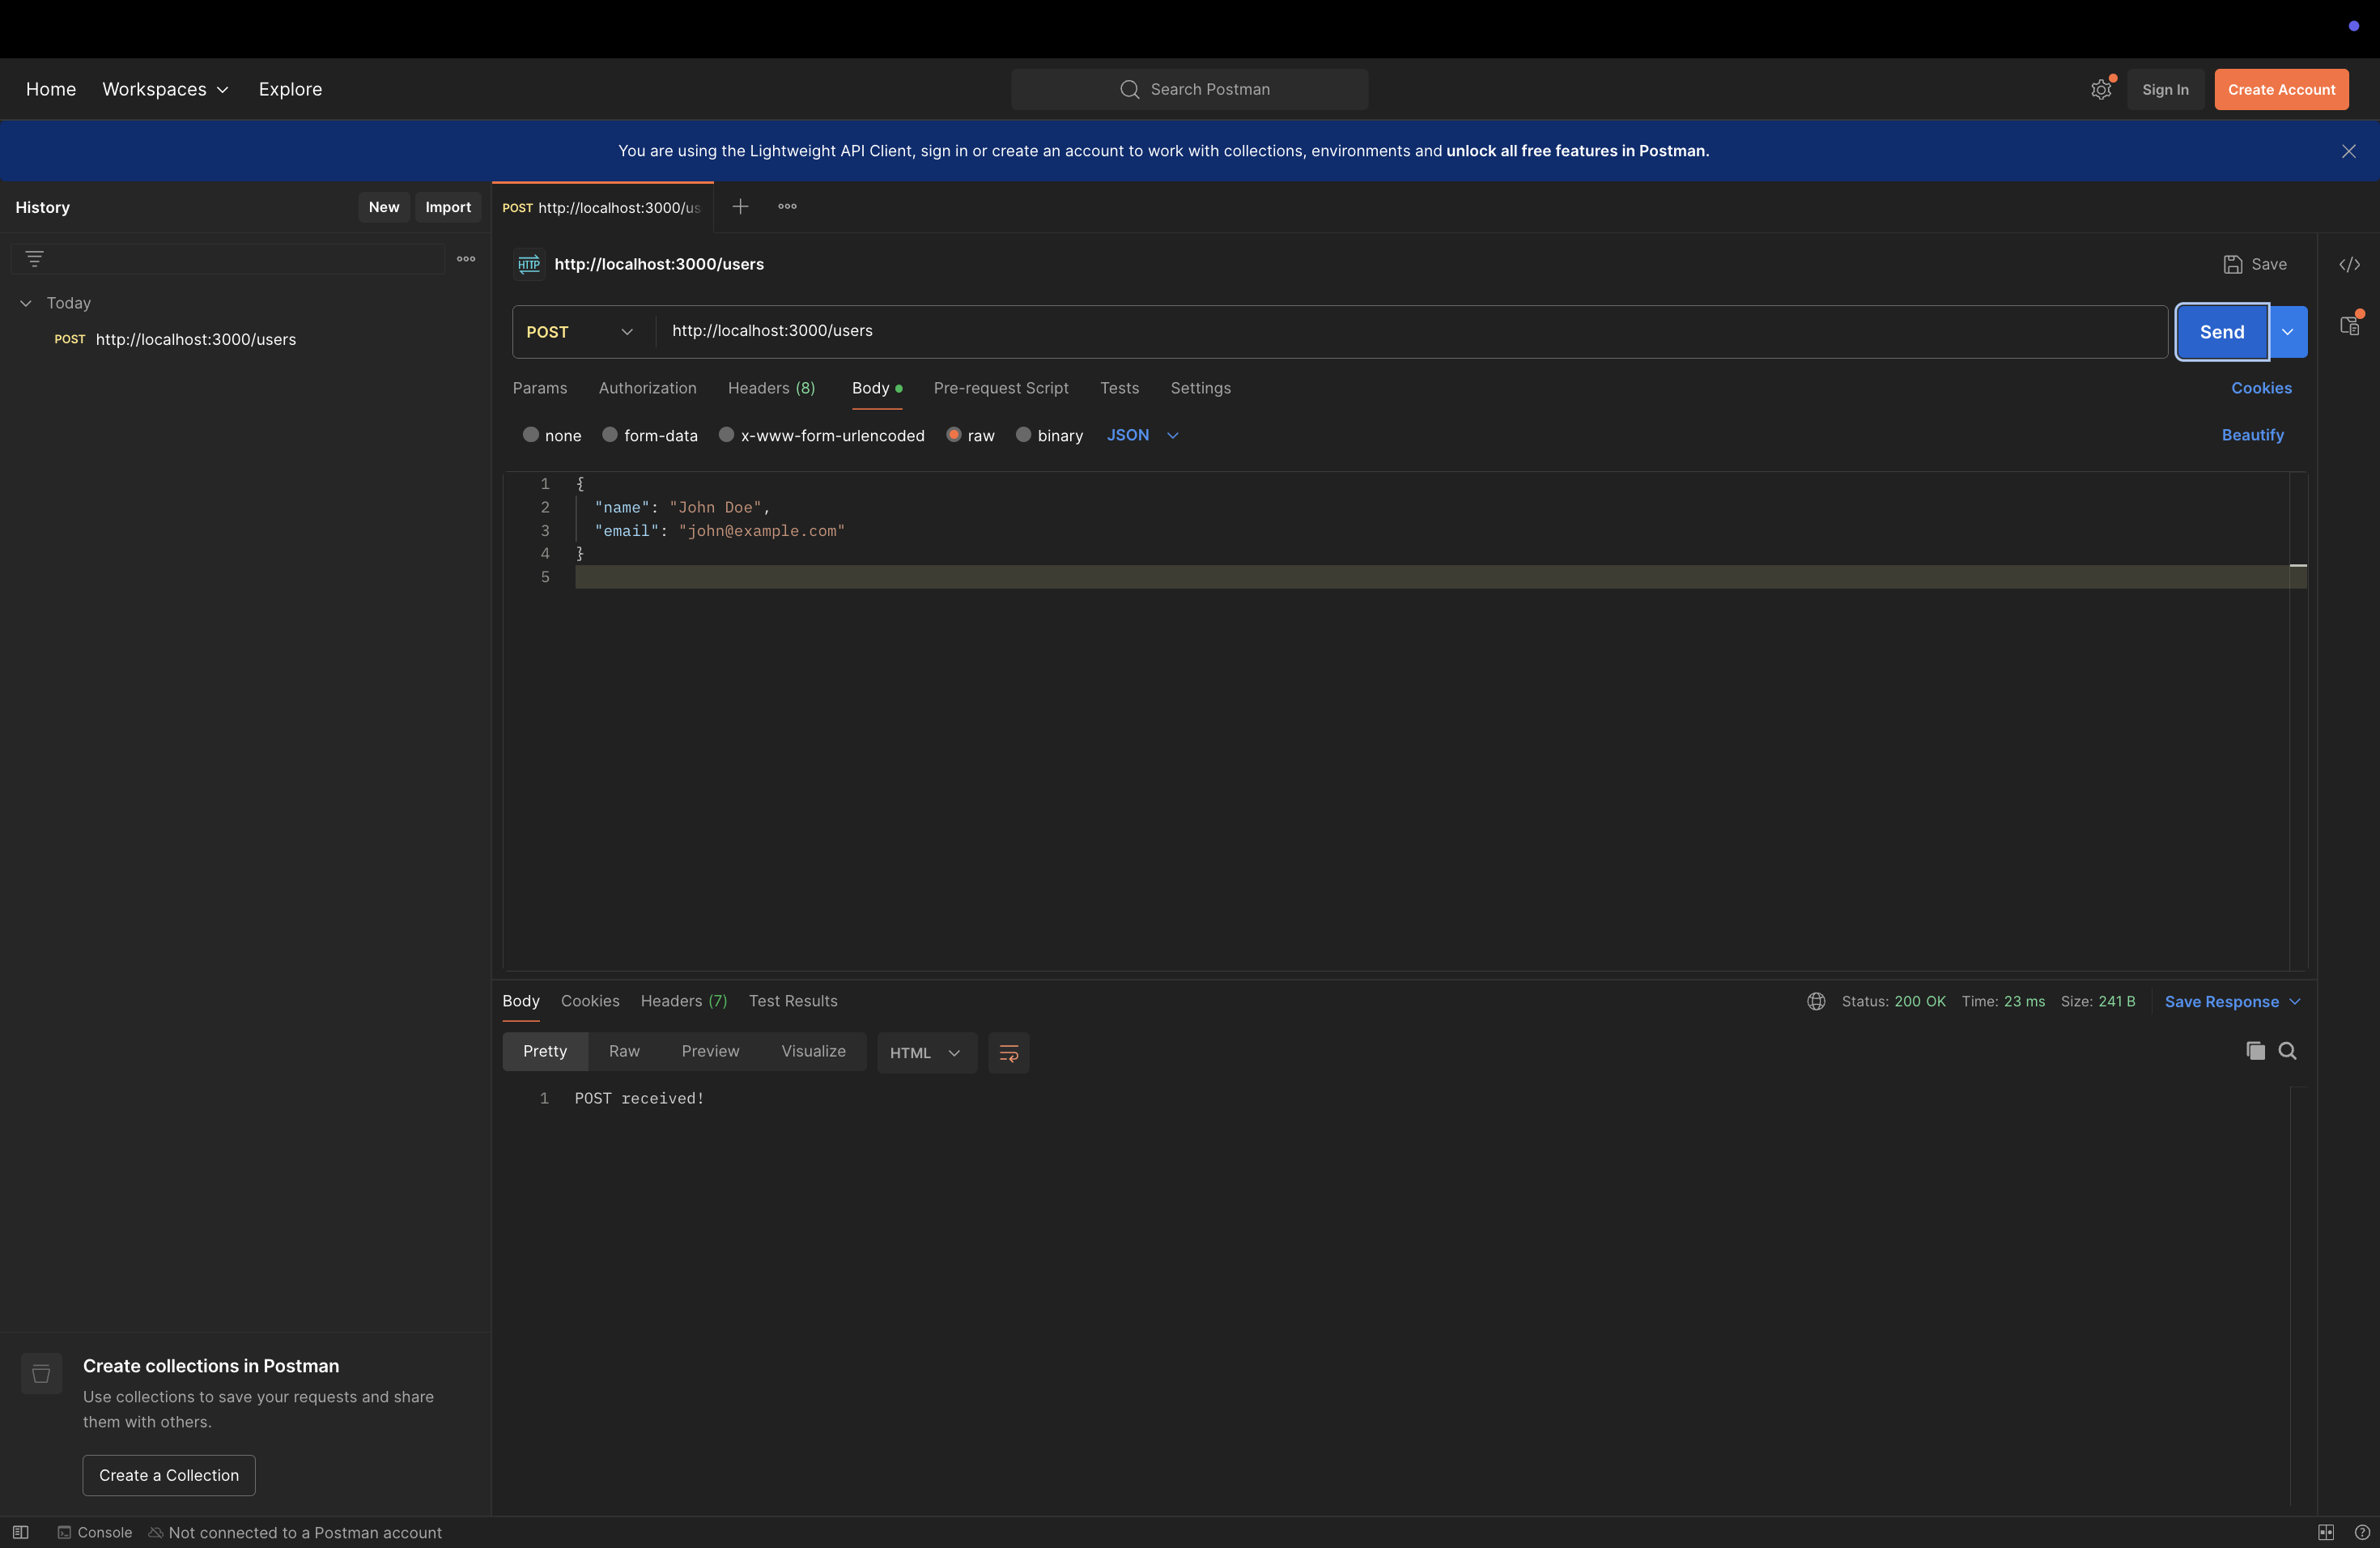 Home Workspaces Explore Search Postman Sign In Create Account
You are using the Lightweight API Client, sign in or create an account to work with collections, environments and unlock all free features in Postman.
History New Import
Today
POST http://localhost:3000/users
POST http://localhost:3000/us
HTTP http://localhost:3000/users Save
POST http://localhost:3000/users Send
Params Authorization Headers (8) Body Pre-request Script Tests Settings Cookies
none form-data x-www-form-urlencoded raw binary JSON Beautify
1 {
2 "name": "John Doe",
3 "email": "john@example.com"
4 }
5
Body Cookies Headers (7) Test Results Status: 200 OK Time: 23 ms Size: 241 B Save Response
Pretty Raw Preview Visualize HTML
1 POST received!
Create collections in Postman
Use collections to save your requests and share
them with others.
Create a Collection
Console Not connected to a Postman account